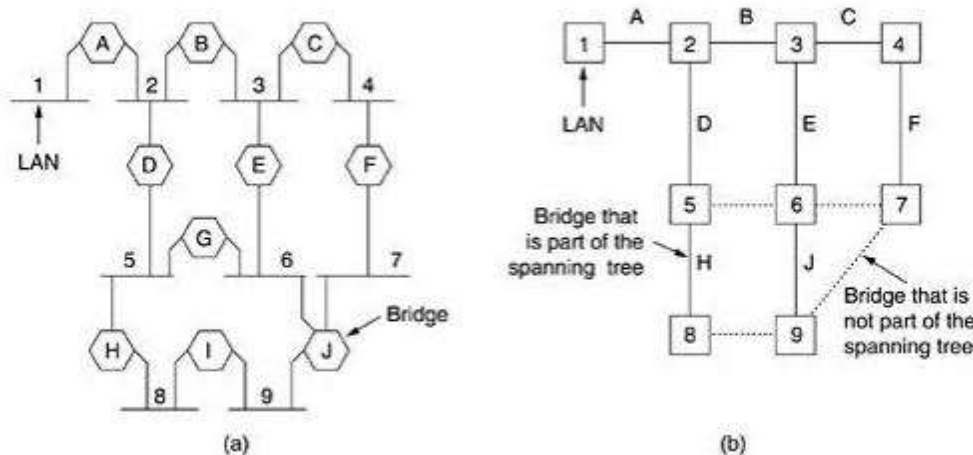 A B C
1 2 3 4
LAN
D E F
G
5 6 7
Bridge
H I J
8 9
(a)
A B C
1 2 3 4
LAN
D E F
5 6 7
Bridge that
is part of the
spanning tree
H J
Bridge that is
not part of the
spanning tree
8 9
(b)